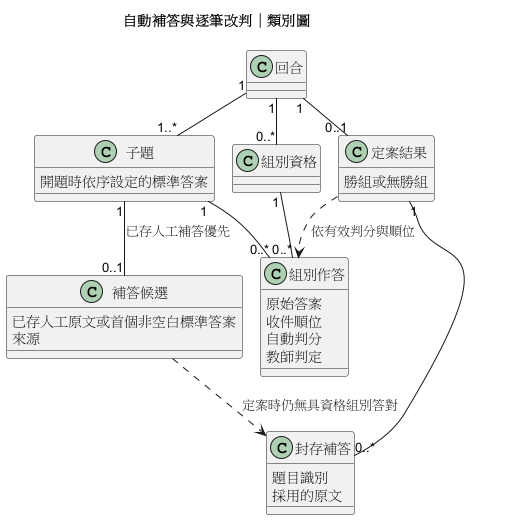 自動補答與逐筆改判｜類別圖
C 回合
1
1
1
1..*
0..*
0..1
C 子題
開題時依序設定的標準答案
C 組別資格
C 定案結果
勝組或無勝組
1
1
1
1
已存人工補答優先
依有效判分與順位
0..1
0..*
0..*
C 補答候選
已存人工原文或首個非空白標準答案
來源
C 組別作答
原始答案
收件順位
自動判分
教師判定
定案時仍無具資格組別答對
C 封存補答
0..*
題目識別
採用的原文